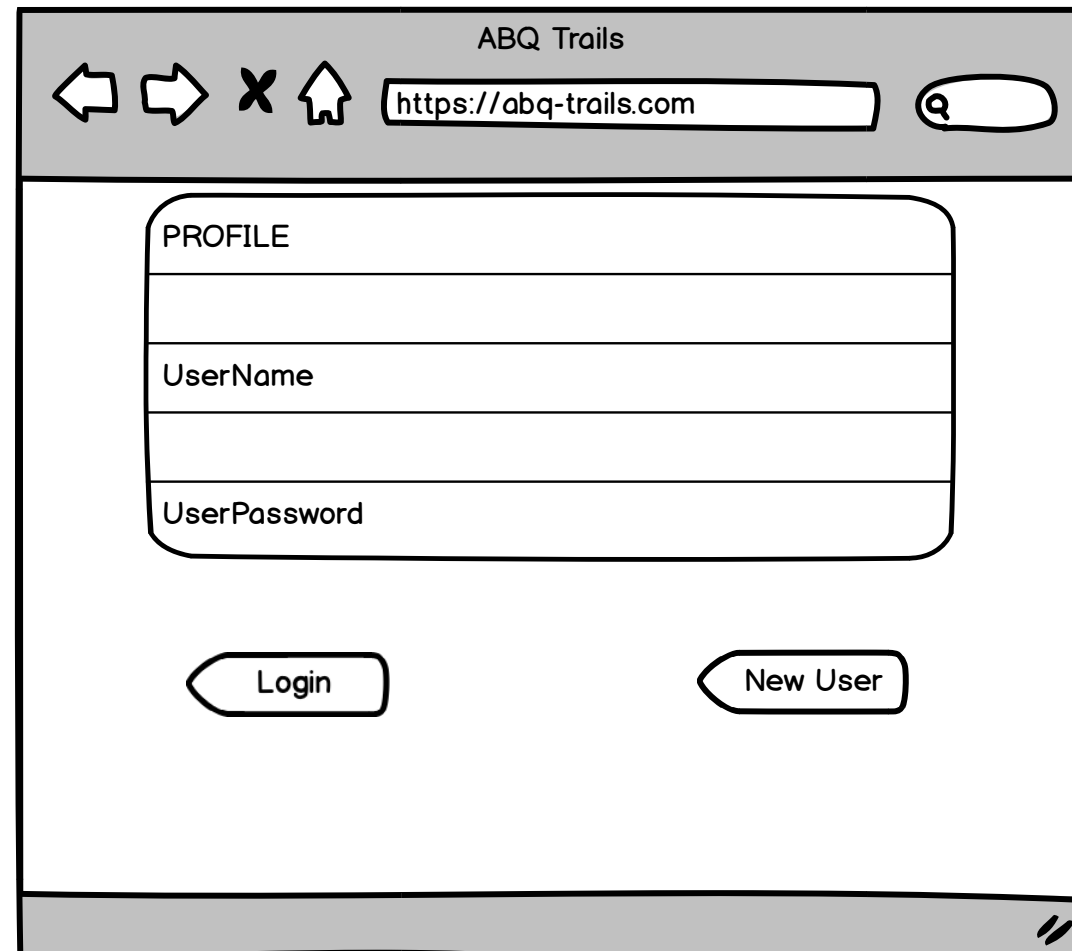 ABQ Trails
https://abq-trails.com
PROFILE
UserName
UserPassword
Login
New User